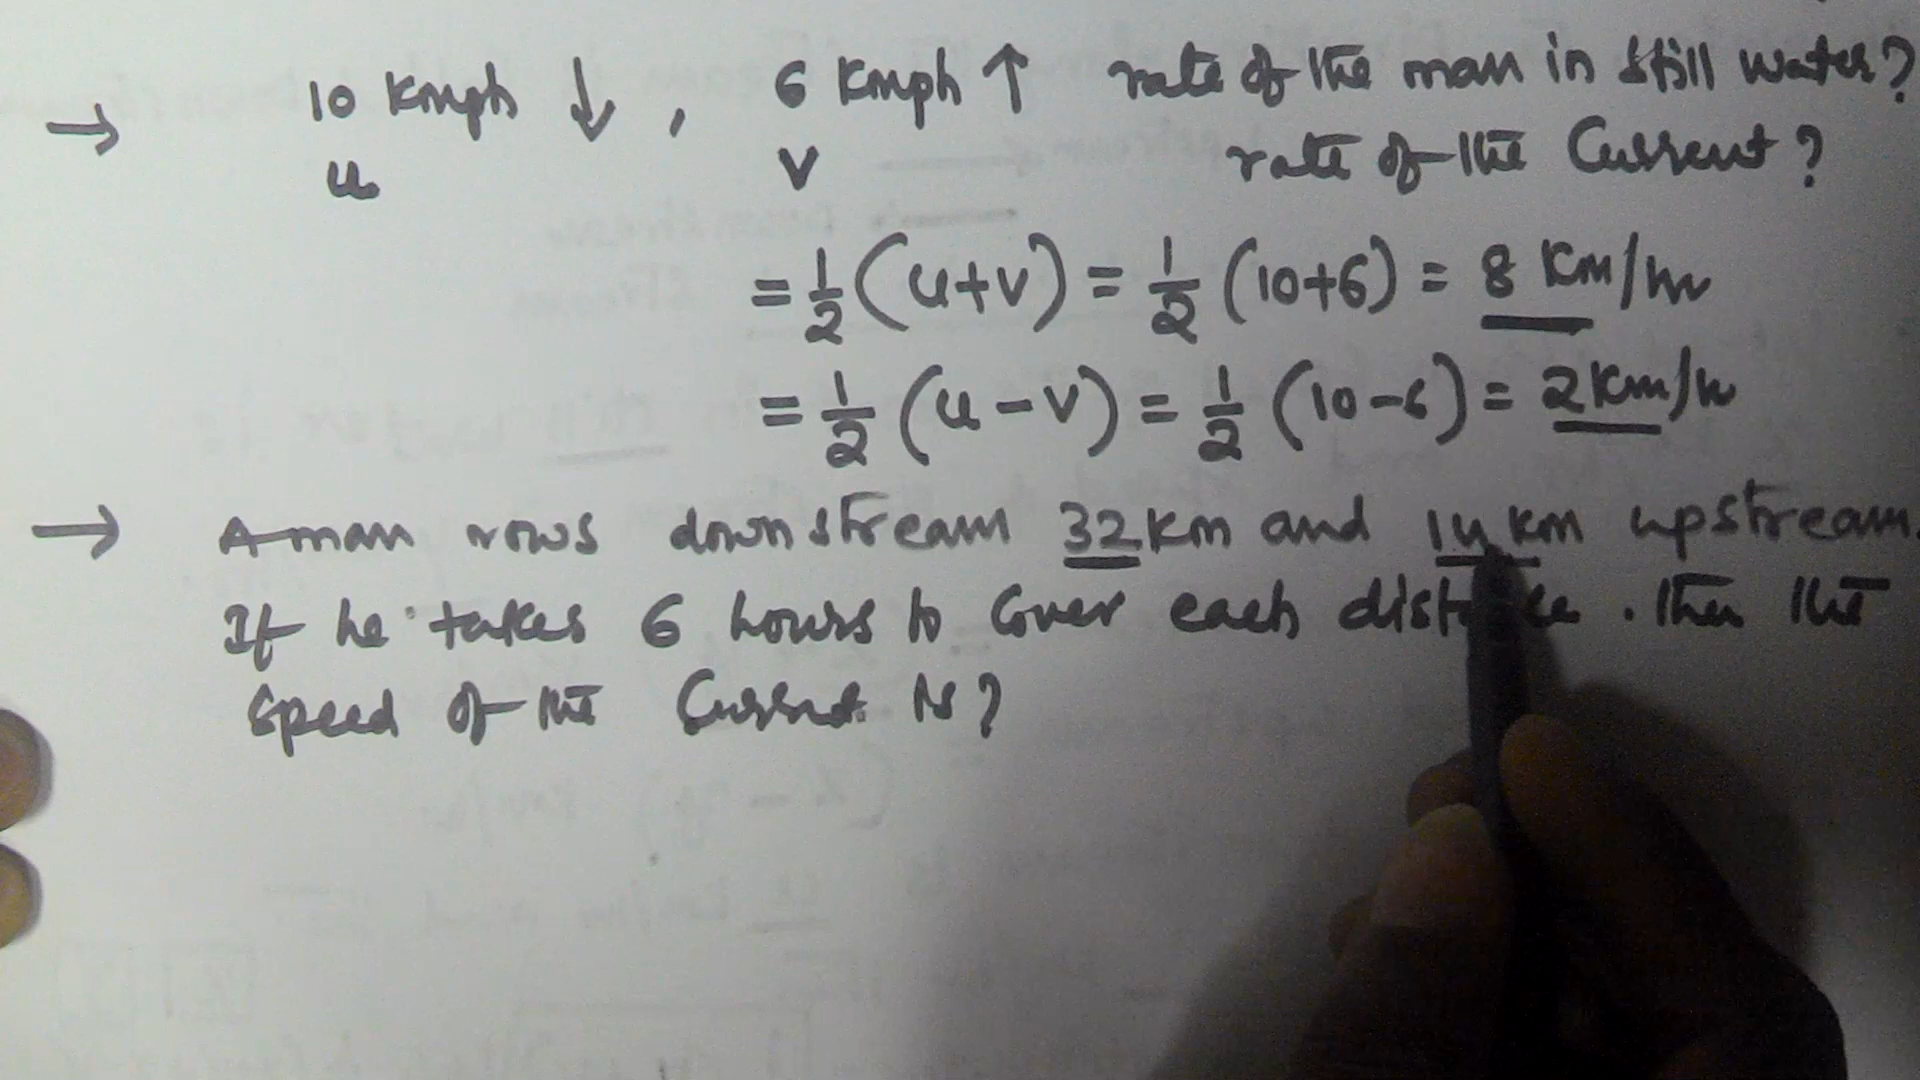 → 10 Kmph ↓, 6 Kmph ↑ rate of the man in still water?
u v rate of the Current?
= 1/2 (u+v) = 1/2 (10+6) = 8 Km/hr
= 1/2 (u-v) = 1/2 (10-6) = 2 km/hr
→ A man rows downstream 32 km and 14 km upstream.
If he takes 6 hours to Cover each distance. Then the
speed of the Current is?